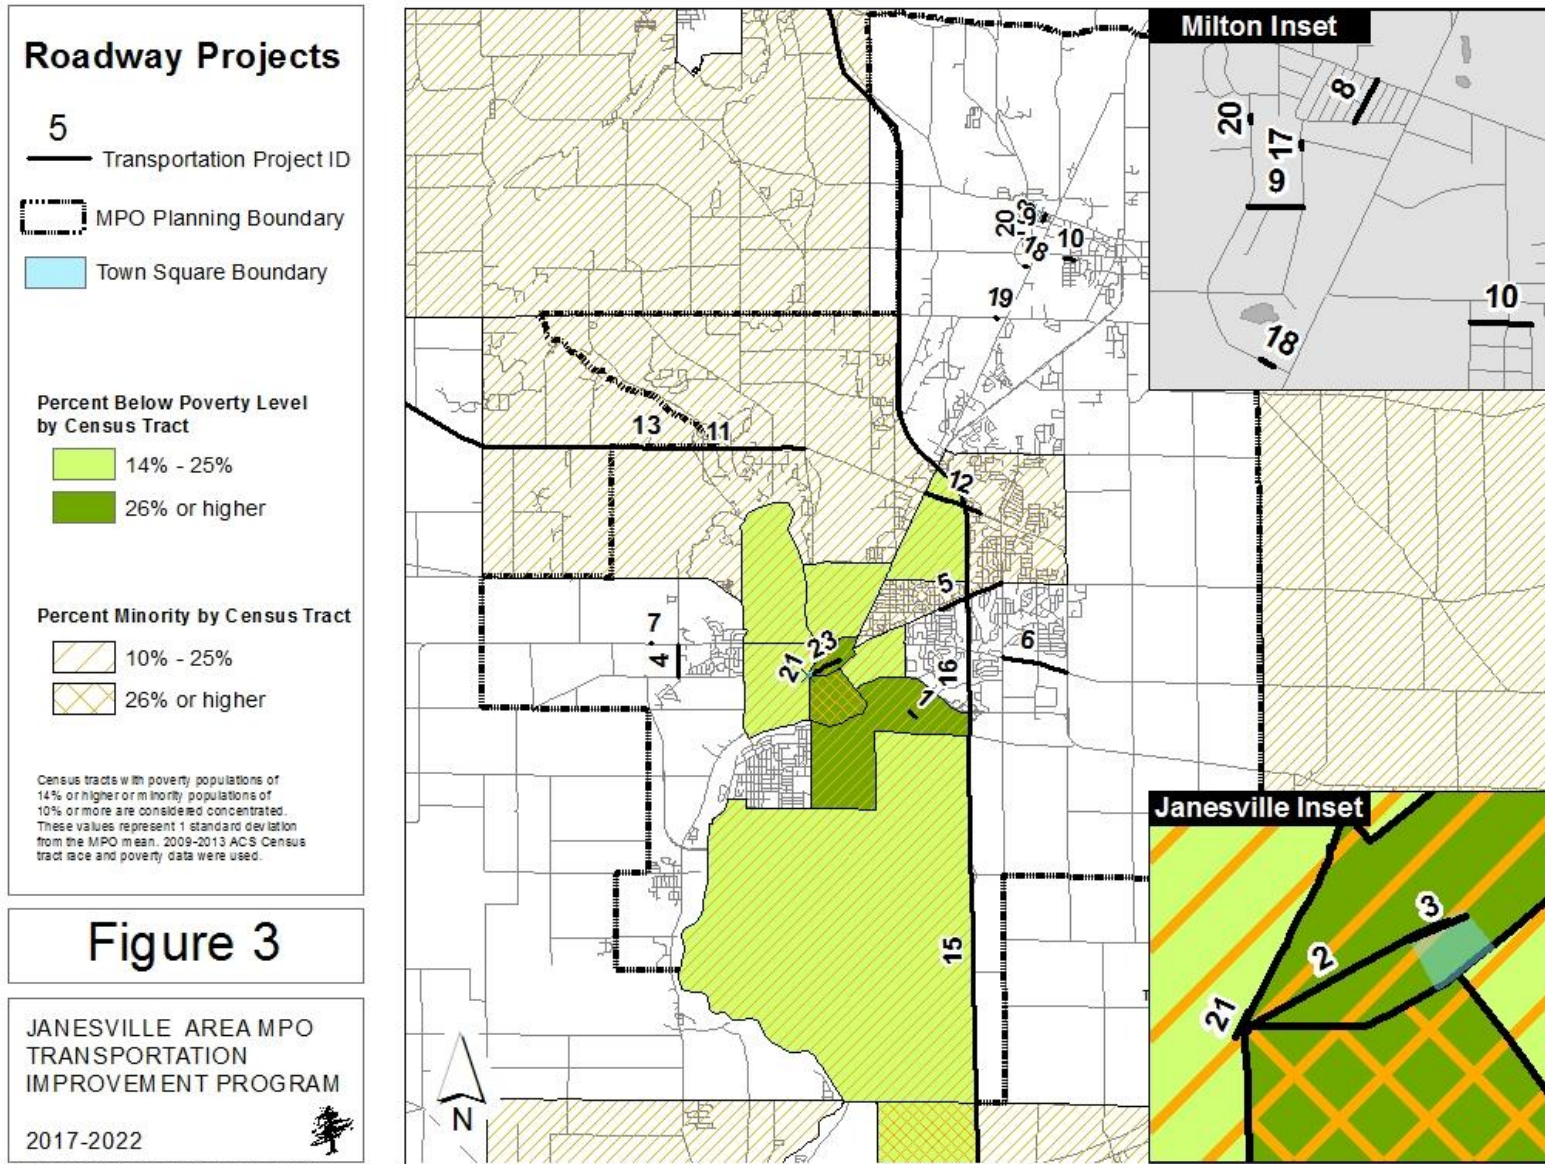 Roadway Projects
5
Transportation Project ID
MPO Planning Boundary
Town Square Boundary
Percent Below Poverty Level
by Census Tract
14% - 25%
26% or higher
Percent Minority by Census Tract
10% - 25%
26% or higher
Census tracts with poverty populations of
14% or higher or minority populations of
10% or more are considered concentrated.
These values represent 1 standard deviation
from the MPO mean. 2009-2013 ACS Census
tract race and poverty data were used.
Figure 3
JANESVILLE AREA MPO
TRANSPORTATION
IMPROVEMENT PROGRAM
2017-2022
N
20
9
18
10
19
13
11
12
5
7
4
23
21
16
1
6
15
Milton Inset
8
20
17
9
10
18
Janesville Inset
3
2
21